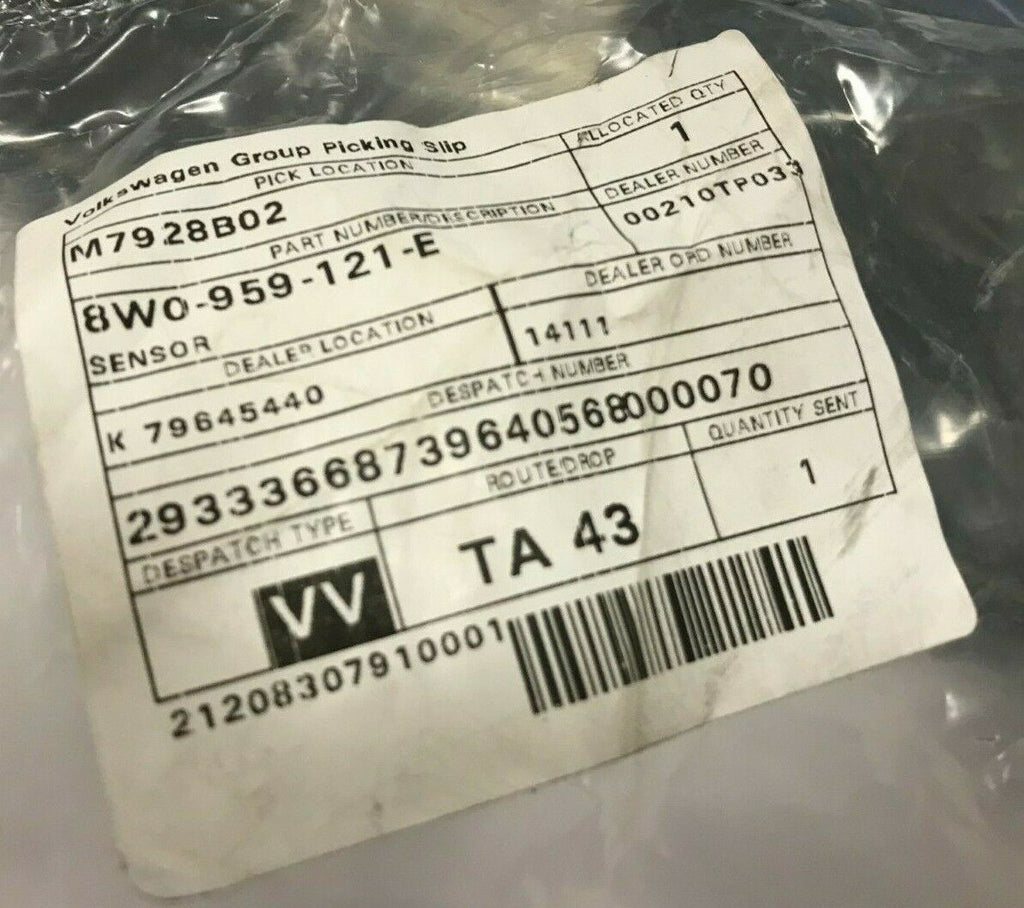 Volkswagen Group Picking Slip
PICK LOCATION
ALLOCATED QTY
M7928B02
1
PART NUMBER/DESCRIPTION
DEALER NUMBER
8W0-959-121-E
00210TP033
SENSOR
DEALER LOCATION
DEALER ORD NUMBER
K 79645440
14111
DESPATCH NUMBER
29333668739640568000070
DESPATCH TYPE
ROUTE/DROP
QUANTITY SENT
VV
TA 43
1
21208307910001